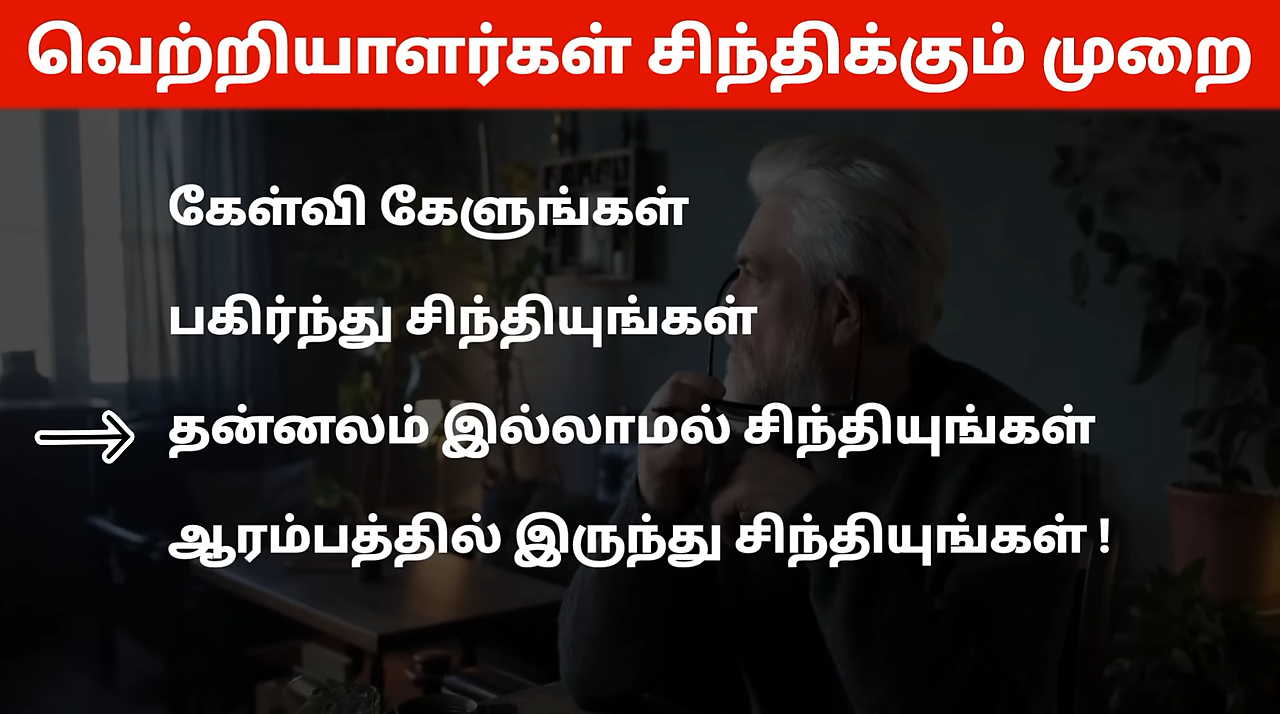 வெற்றியாளர்கள் சிந்திக்கும் முறை
கேள்வி கேளுங்கள்
பகிர்ந்து சிந்தியுங்கள்
தன்னலம் இல்லாமல் சிந்தியுங்கள்
ஆரம்பத்தில் இருந்து சிந்தியுங்கள் !